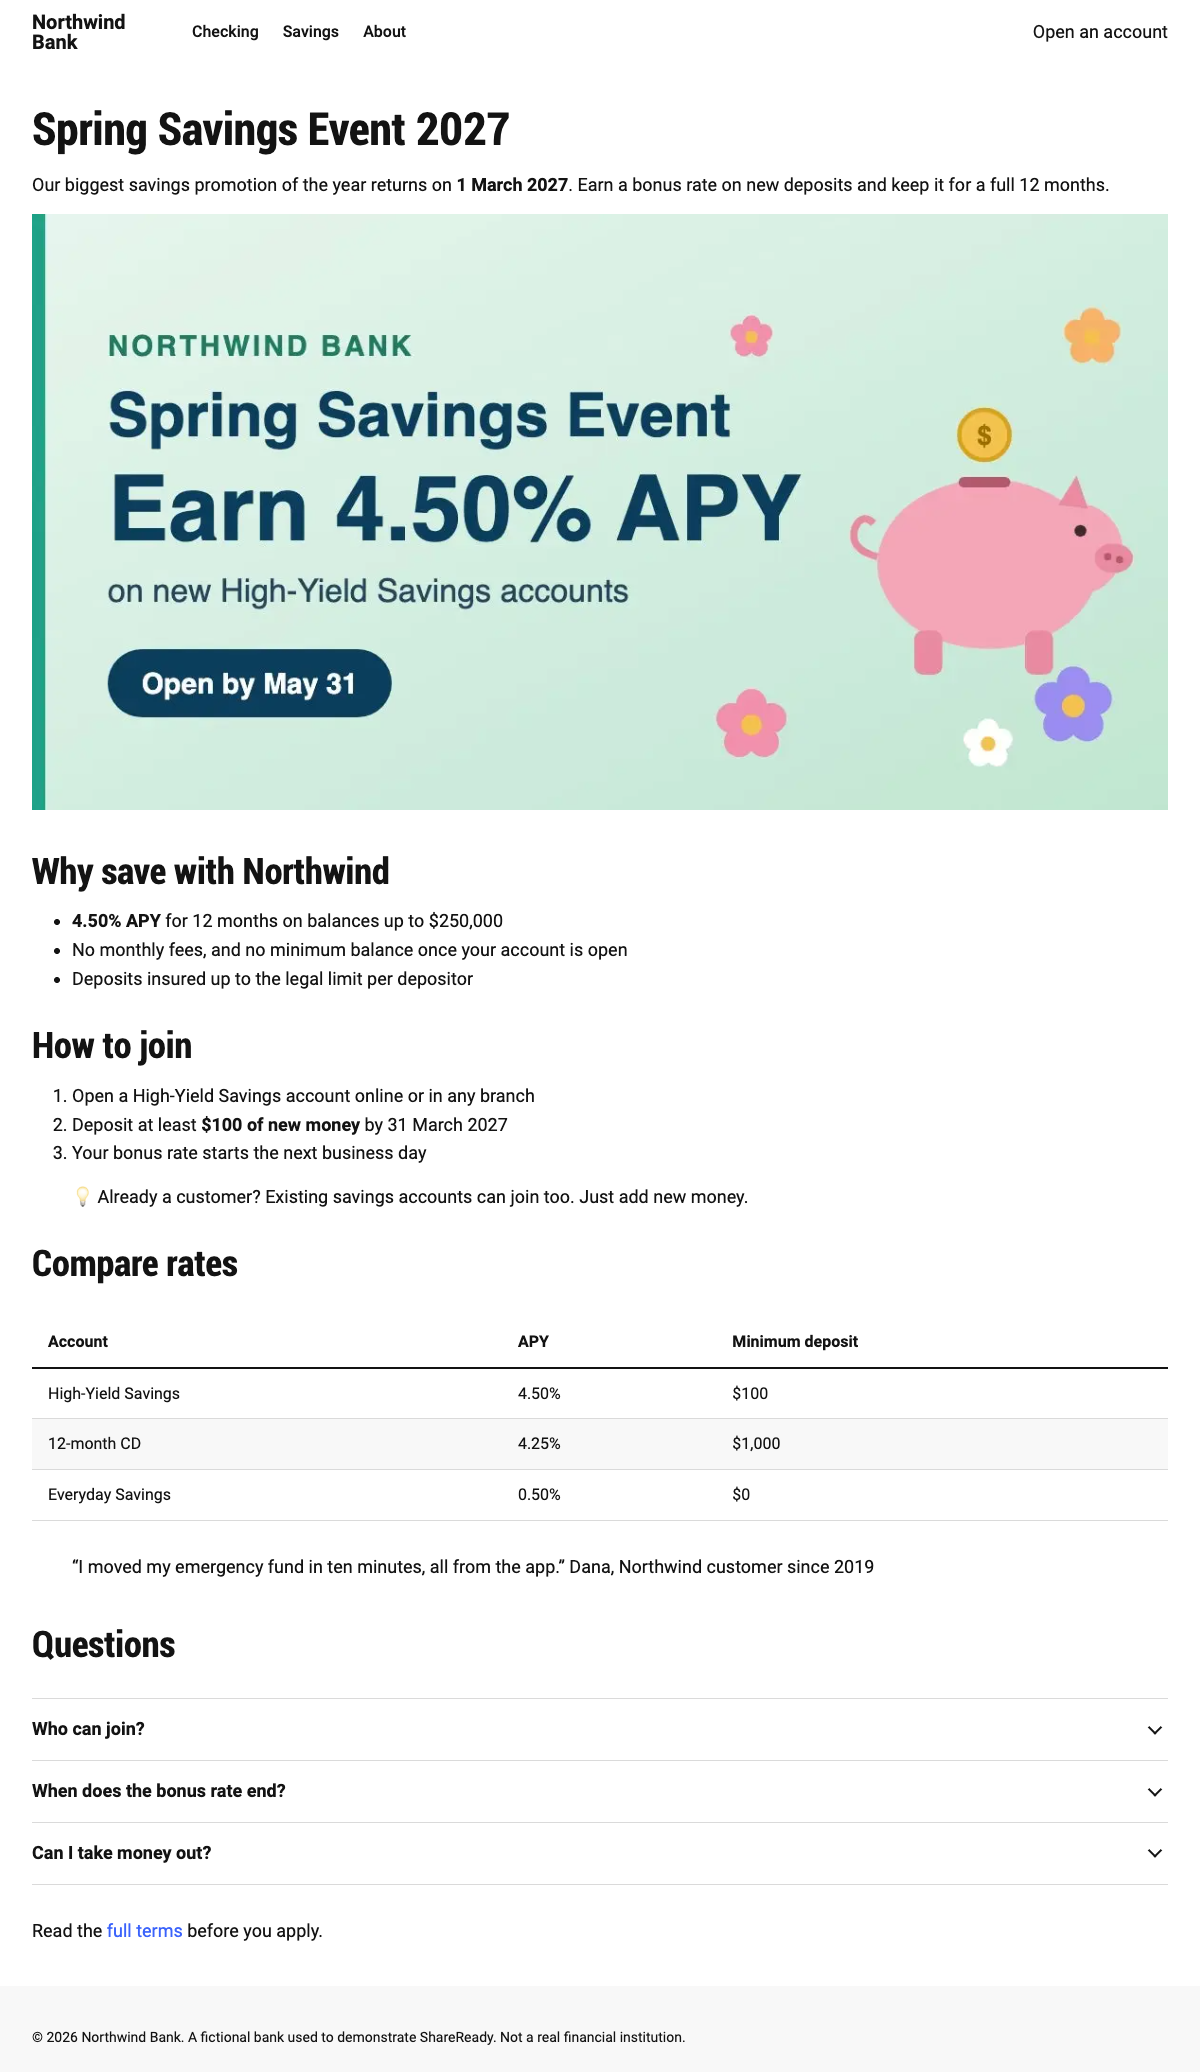 Northwind
Bank
Checking
Savings
About
Open an account
Spring Savings Event 2027
Our biggest savings promotion of the year returns on 1 March 2027. Earn a bonus rate on new deposits and keep it for a full 12 months.
NORTHWIND BANK
Spring Savings Event
Earn 4.50% APY
on new High-Yield Savings accounts
Open by May 31
$
Why save with Northwind
• 4.50% APY for 12 months on balances up to $250,000
• No monthly fees, and no minimum balance once your account is open
• Deposits insured up to the legal limit per depositor
How to join
1. Open a High-Yield Savings account online or in any branch
2. Deposit at least $100 of new money by 31 March 2027
3. Your bonus rate starts the next business day
💡 Already a customer? Existing savings accounts can join too. Just add new money.
Compare rates
Account APY Minimum deposit
High-Yield Savings 4.50% $100
12-month CD 4.25% $1,000
Everyday Savings 0.50% $0
“I moved my emergency fund in ten minutes, all from the app.” Dana, Northwind customer since 2019
Questions
Who can join?
When does the bonus rate end?
Can I take money out?
Read the full terms before you apply.
© 2026 Northwind Bank. A fictional bank used to demonstrate ShareReady. Not a real financial institution.